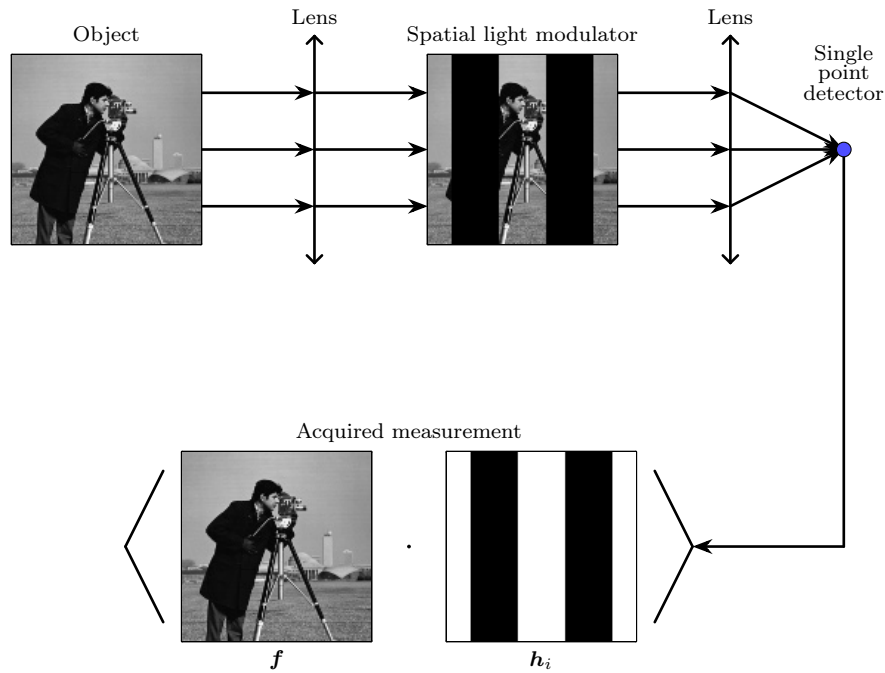 Object
Lens
Spatial light modulator
Lens
Single
point
detector
Acquired measurement
·
f
h_i